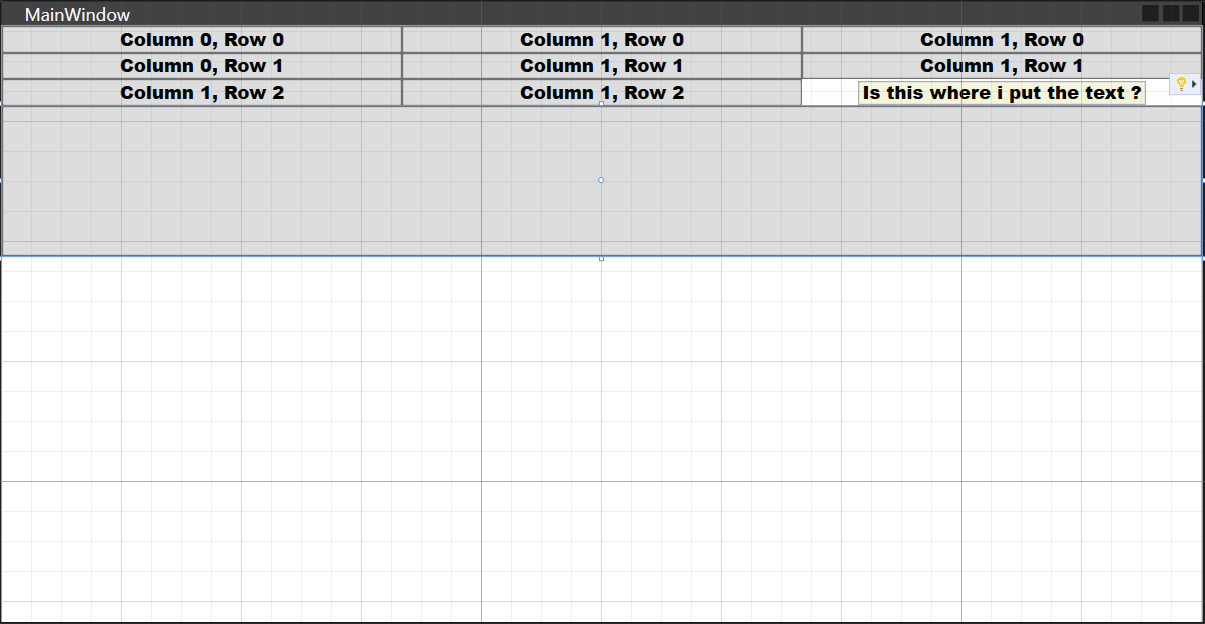 MainWindow
Column 0, Row 0 Column 1, Row 0 Column 1, Row 0
Column 0, Row 1 Column 1, Row 1 Column 1, Row 1
Column 1, Row 2 Column 1, Row 2 Is this where i put the text ?